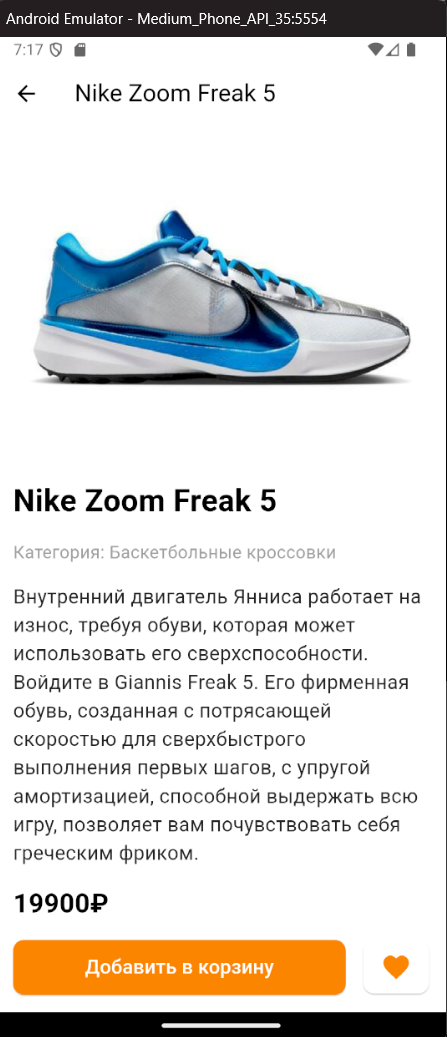 Android Emulator - Medium_Phone_API_35:5554
7:17
Nike Zoom Freak 5
Nike Zoom Freak 5
Категория: Баскетбольные кроссовки
Внутренний двигатель Янниса работает на
износ, требуя обуви, которая может
использовать его сверхспособности.
Войдите в Giannis Freak 5. Его фирменная
обувь, созданная с потрясающей
скоростью для сверхбыстрого
выполнения первых шагов, с упругой
амортизацией, способной выдержать всю
игру, позволяет вам почувствовать себя
греческим фриком.
19900₽
Добавить в корзину